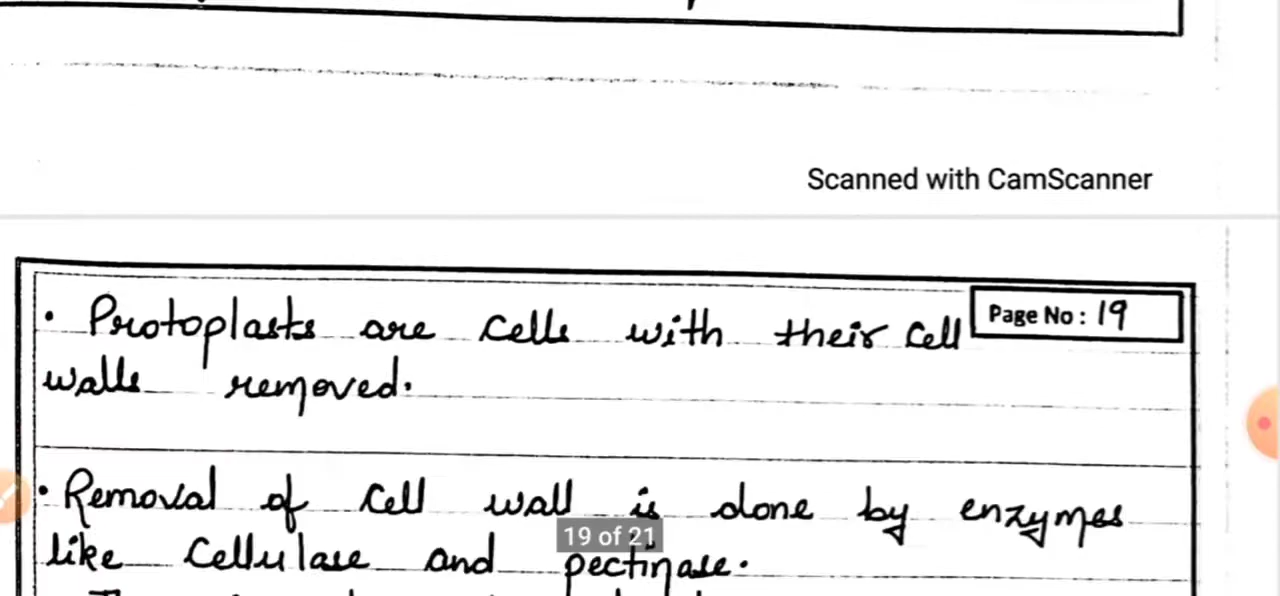 Scanned with CamScanner
Page No : 19
• Protoplasts are cells with their cell
walls removed.
• Removal of cell wall is done by enzymes
19 of 21
like cellulase and pectinase.